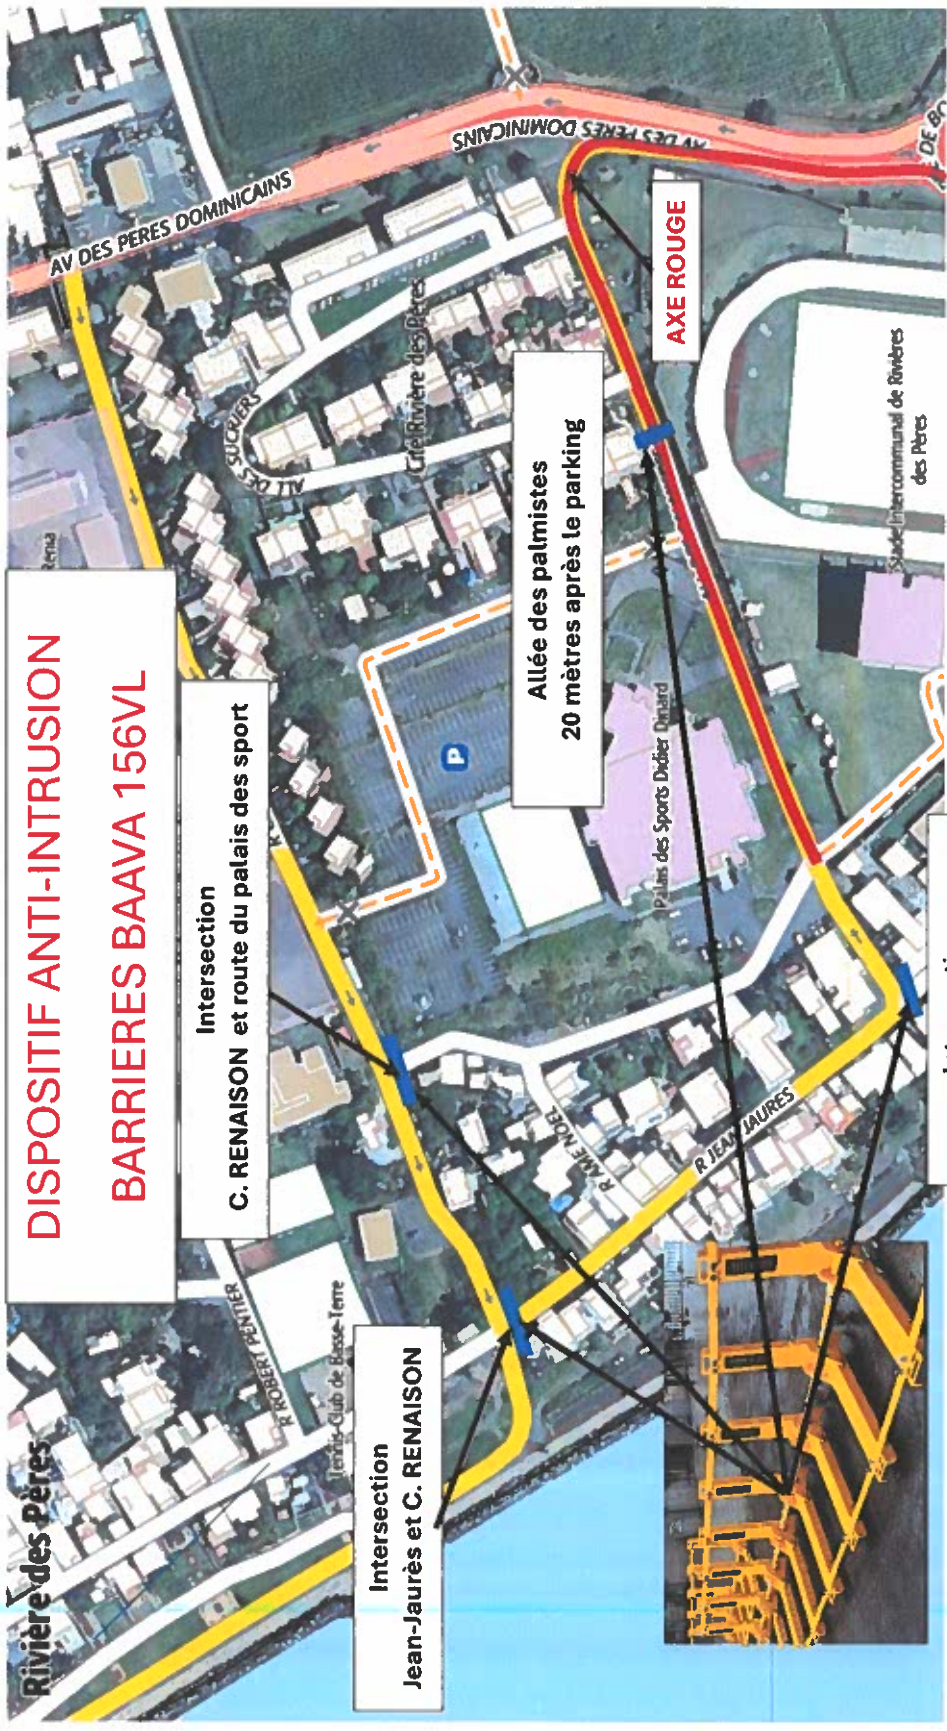 DISPOSITIF ANTI-INTRUSION
BARRIERES BAAVA 156VL
Rivière des Pères
Intersection
C. RENAISON et route du palais des sport
Intersection
Jean-Jaurès et C. RENAISON
Allée des palmistes
20 mètres après le parking
AXE ROUGE
AV DES PERES DOMINICAINS
AV DES PERES DOMINICAINS
ALL DES SUCRIERS
Cité Rivière des Pères
R ROBERT PENTIER
Tennis Club de Basse-Terre
P
Palais des Sports Didier Dinard
Stade Intercommunal de Rivières
des Pères
R AIME NOEL
R JEAN JAURES